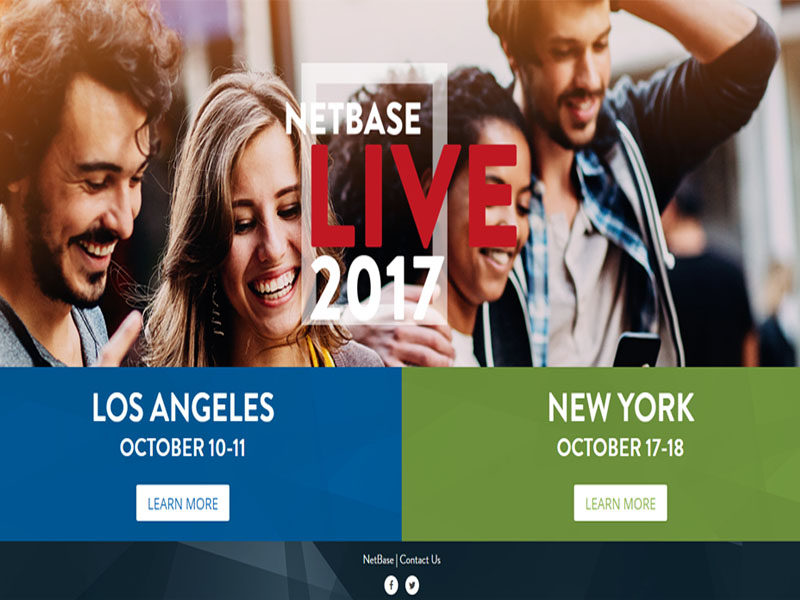 NETBASE
LIVE
2017
LOS ANGELES
OCTOBER 10-11
LEARN MORE
NEW YORK
OCTOBER 17-18
LEARN MORE
NetBase | Contact Us